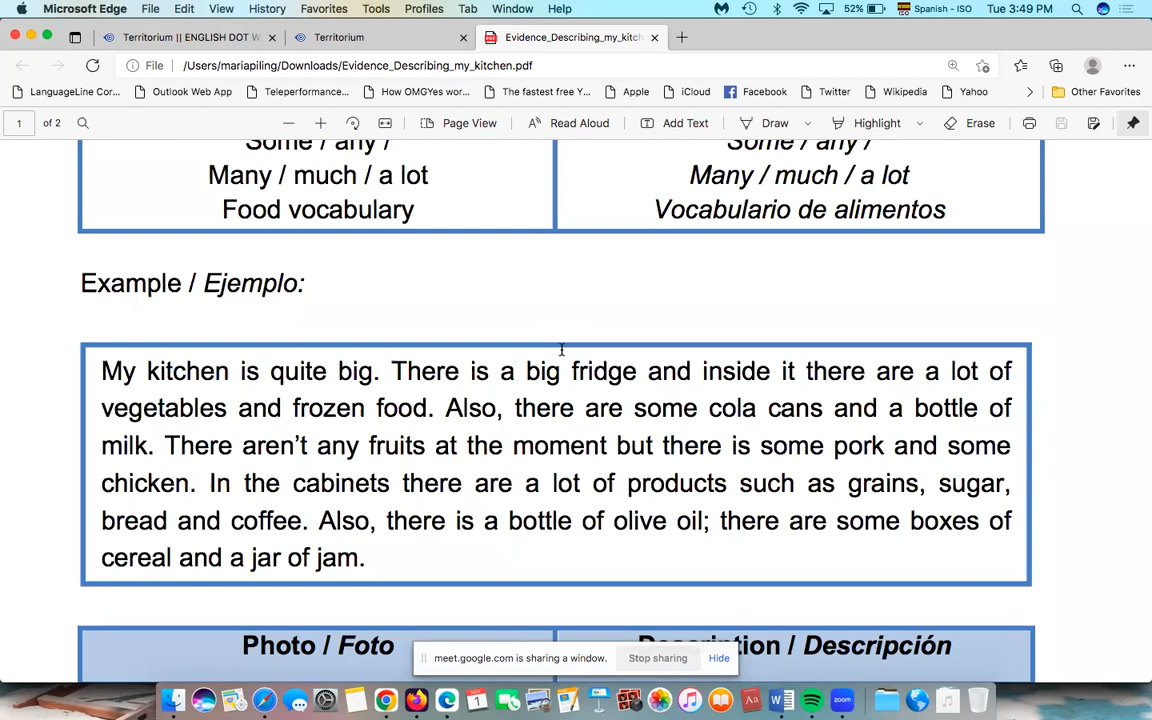 Microsoft Edge File Edit View History Favorites Tools Profiles Tab Window Help 52% Spanish - ISO Tue 3:49 PM
Territorium || ENGLISH DOT W Territorium Evidence_Describing_my_kitch
File /Users/mariapiling/Downloads/Evidence_Describing_my_kitchen.pdf
LanguageLine Cor... Outlook Web App Teleperformance... How OMGYes wor... The fastest free Y... Apple iCloud Facebook Twitter Wikipedia Yahoo Other Favorites
1 of 2 Page View Read Aloud Add Text Draw Highlight Erase
Some / any / Some / any /
Many / much / a lot Many / much / a lot
Food vocabulary Vocabulario de alimentos
Example / Ejemplo:
My kitchen is quite big. There is a big fridge and inside it there are a lot of
vegetables and frozen food. Also, there are some cola cans and a bottle of
milk. There aren’t any fruits at the moment but there is some pork and some
chicken. In the cabinets there are a lot of products such as grains, sugar,
bread and coffee. Also, there is a bottle of olive oil; there are some boxes of
cereal and a jar of jam.
Photo / Foto Description / Descripción
meet.google.com is sharing a window. Stop sharing Hide
zoom